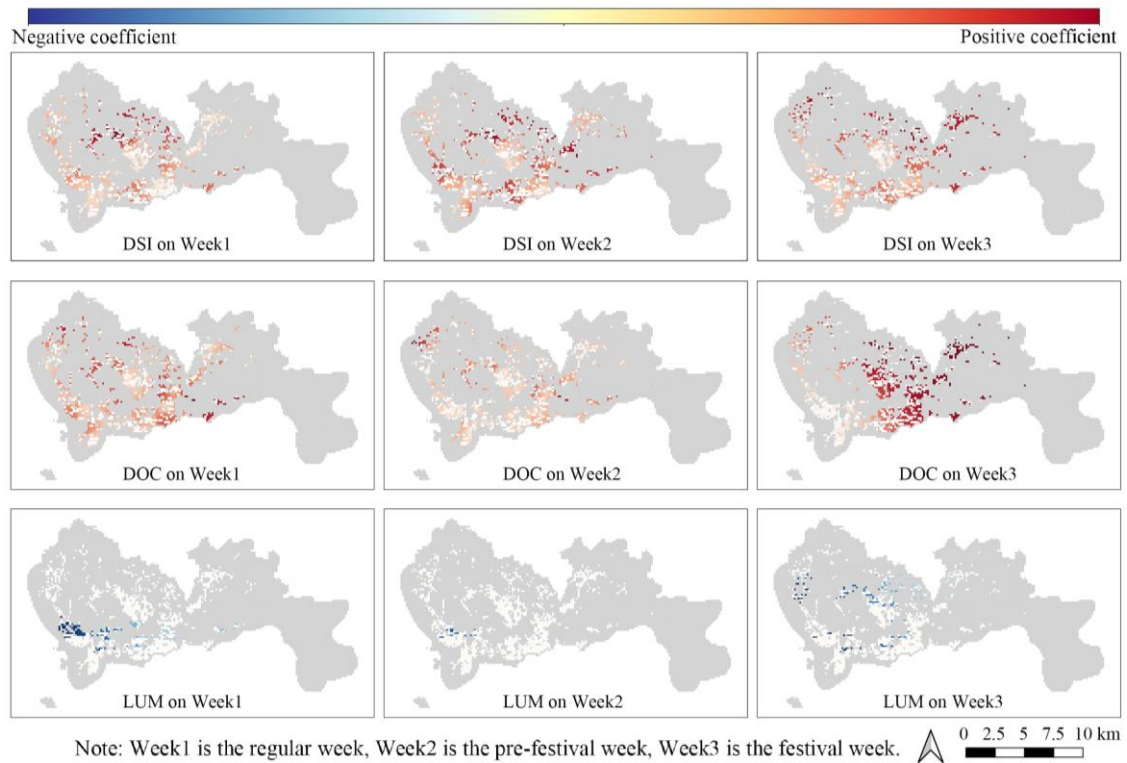 Negative coefficient
Positive coefficient
DSI on Week1
DSI on Week2
DSI on Week3
DOC on Week1
DOC on Week2
DOC on Week3
LUM on Week1
LUM on Week2
LUM on Week3
Note: Week1 is the regular week, Week2 is the pre-festival week, Week3 is the festival week.
0 2.5 5 7.5 10 km